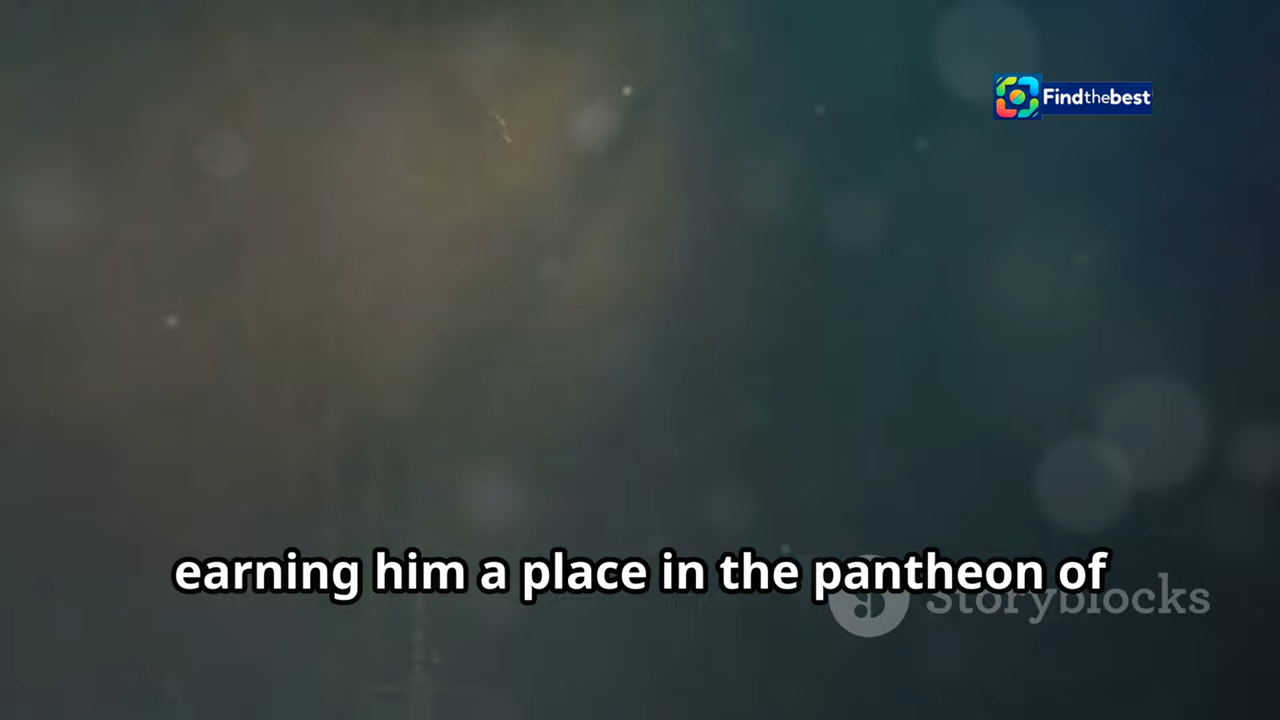 Findthebest
earning him a place in the pantheon of
Storyblocks